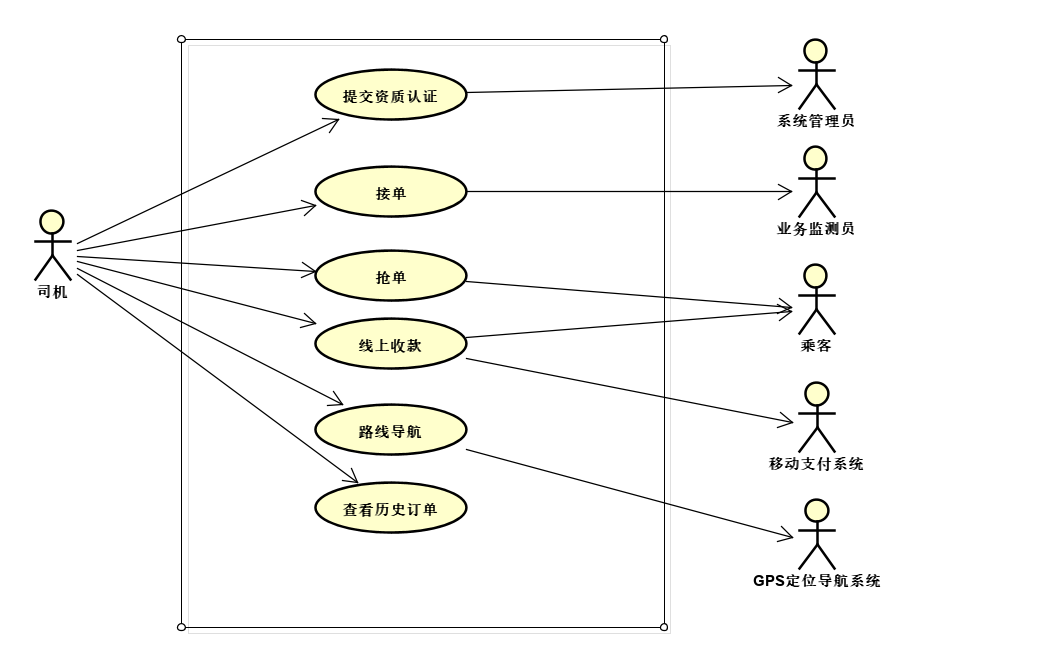 司机
提交资质认证
接单
抢单
线上收款
路线导航
查看历史订单
系统管理员
业务监测员
乘客
移动支付系统
GPS定位导航系统